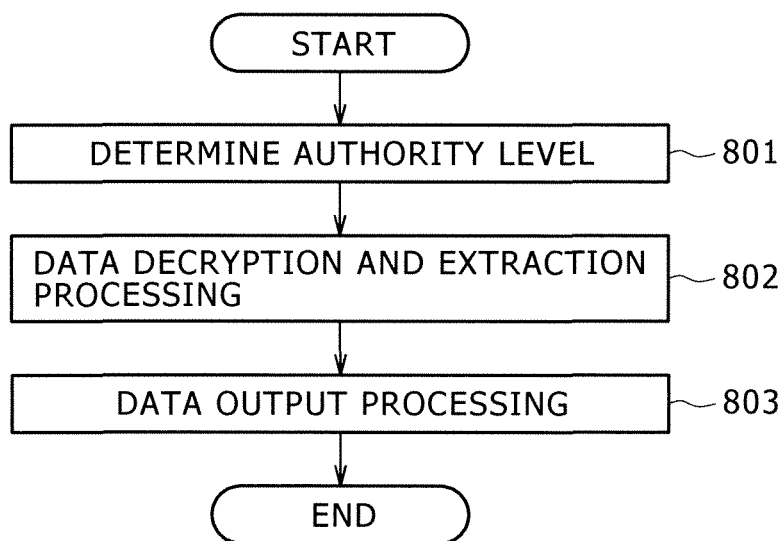 START
DETERMINE AUTHORITY LEVEL
801
DATA DECRYPTION AND EXTRACTION
PROCESSING
802
DATA OUTPUT PROCESSING
803
END